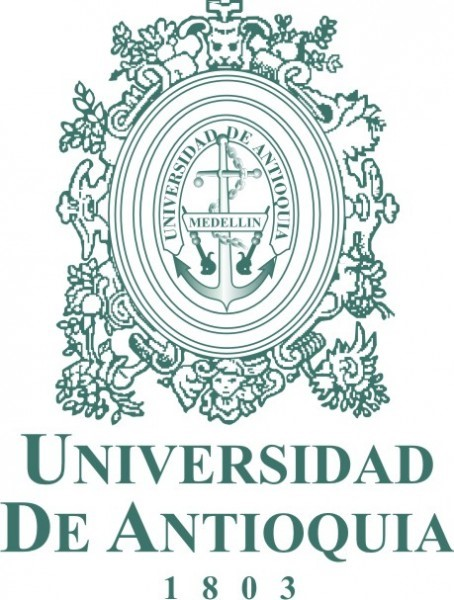 UNIVERSIDAD DE ANTIOQUIA
MEDELLIN
UNIVERSIDAD
DE ANTIOQUIA
1803